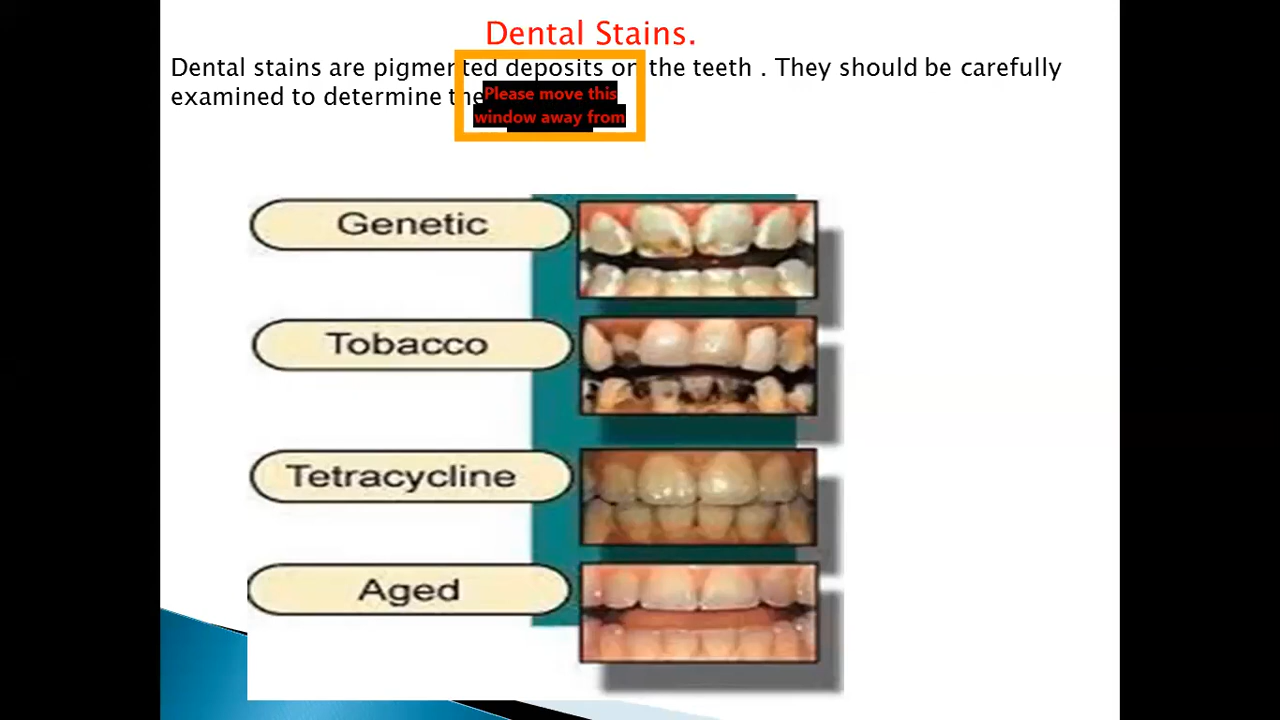 Dental Stains.
Dental stains are pigmented deposits on the teeth . They should be carefully
examined to determine the
Please move this
window away from
Genetic
Tobacco
Tetracycline
Aged